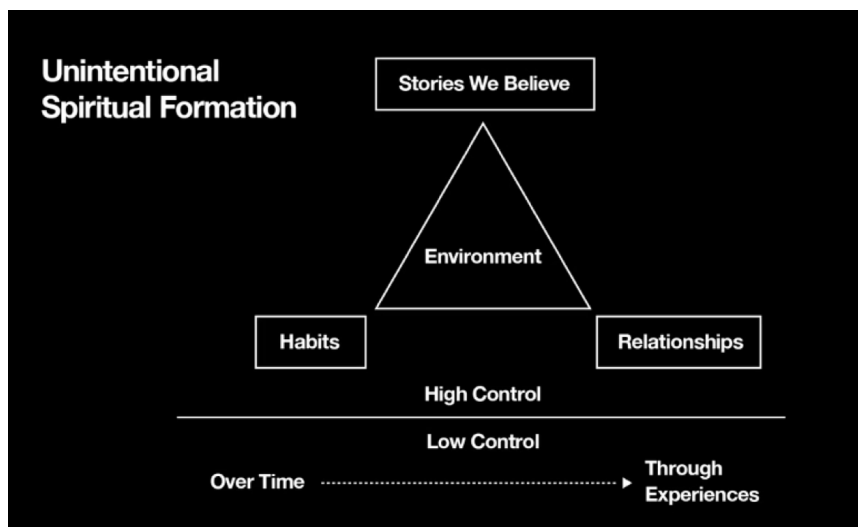 Unintentional
Spiritual Formation
Stories We Believe
Environment
Habits
Relationships
High Control
Low Control
Over Time
Through
Experiences